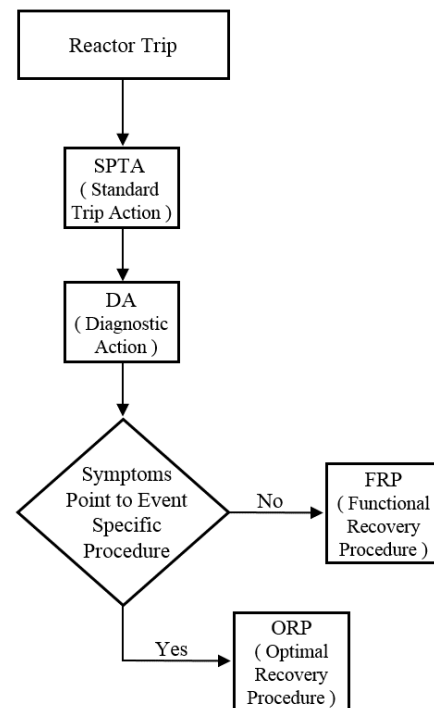 Reactor Trip
SPTA
( Standard
Trip Action )
DA
( Diagnostic
Action )
Symptoms
Point to Event
Specific
Procedure
No
FRP
( Functional
Recovery
Procedure )
Yes
ORP
( Optimal
Recovery
Procedure )